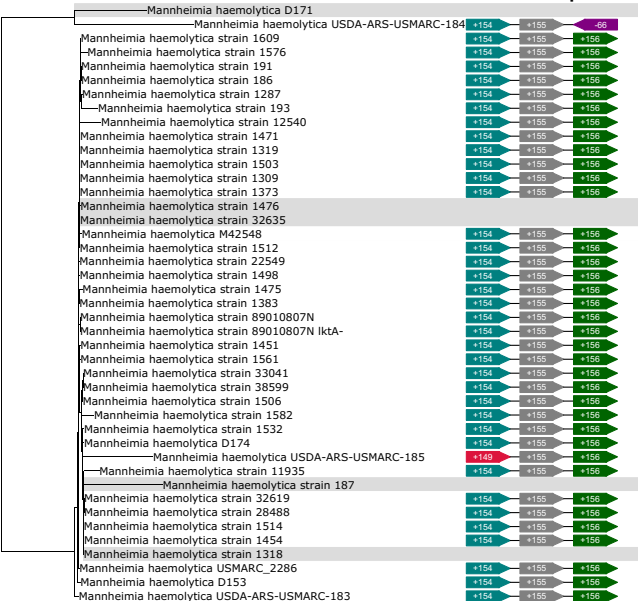 Mannheimia haemolytica D171
Mannheimia haemolytica USDA-ARS-USMARC-184 +154 +155 -66
Mannheimia haemolytica strain 1609 +154 +155 +156
Mannheimia haemolytica strain 1576 +154 +155 +156
Mannheimia haemolytica strain 191 +154 +155 +156
Mannheimia haemolytica strain 186 +154 +155 +156
Mannheimia haemolytica strain 1287 +154 +155 +156
Mannheimia haemolytica strain 193 +154 +155 +156
Mannheimia haemolytica strain 12540 +154 +155 +156
Mannheimia haemolytica strain 1471 +154 +155 +156
Mannheimia haemolytica strain 1319 +154 +155 +156
Mannheimia haemolytica strain 1503 +154 +155 +156
Mannheimia haemolytica strain 1309 +154 +155 +156
Mannheimia haemolytica strain 1373 +154 +155 +156
Mannheimia haemolytica strain 1476
Mannheimia haemolytica strain 32635
Mannheimia haemolytica M42548 +154 +155 +156
Mannheimia haemolytica strain 1512 +154 +155 +156
Mannheimia haemolytica strain 22549 +154 +155 +156
Mannheimia haemolytica strain 1498 +154 +155 +156
Mannheimia haemolytica strain 1475 +154 +155 +156
Mannheimia haemolytica strain 1383 +154 +155 +156
Mannheimia haemolytica strain 89010807N +154 +155 +156
Mannheimia haemolytica strain 89010807N lktA- +154 +155 +156
Mannheimia haemolytica strain 1451 +154 +155 +156
Mannheimia haemolytica strain 1561 +154 +155 +156
Mannheimia haemolytica strain 33041 +154 +155 +156
Mannheimia haemolytica strain 38599 +154 +155 +156
Mannheimia haemolytica strain 1506 +154 +155 +156
Mannheimia haemolytica strain 1582 +154 +155 +156
Mannheimia haemolytica strain 1532 +154 +155 +156
Mannheimia haemolytica D174 +154 +155 +156
Mannheimia haemolytica USDA-ARS-USMARC-185 +149 +155 +156
Mannheimia haemolytica strain 11935 +154 +155 +156
Mannheimia haemolytica strain 187
Mannheimia haemolytica strain 32619 +154 +155 +156
Mannheimia haemolytica strain 28488 +154 +155 +156
Mannheimia haemolytica strain 1514 +154 +155 +156
Mannheimia haemolytica strain 1454 +154 +155 +156
Mannheimia haemolytica strain 1318
Mannheimia haemolytica USMARC_2286 +154 +155 +156
Mannheimia haemolytica D153 +154 +155 +156
Mannheimia haemolytica USDA-ARS-USMARC-183 +154 +155 +156